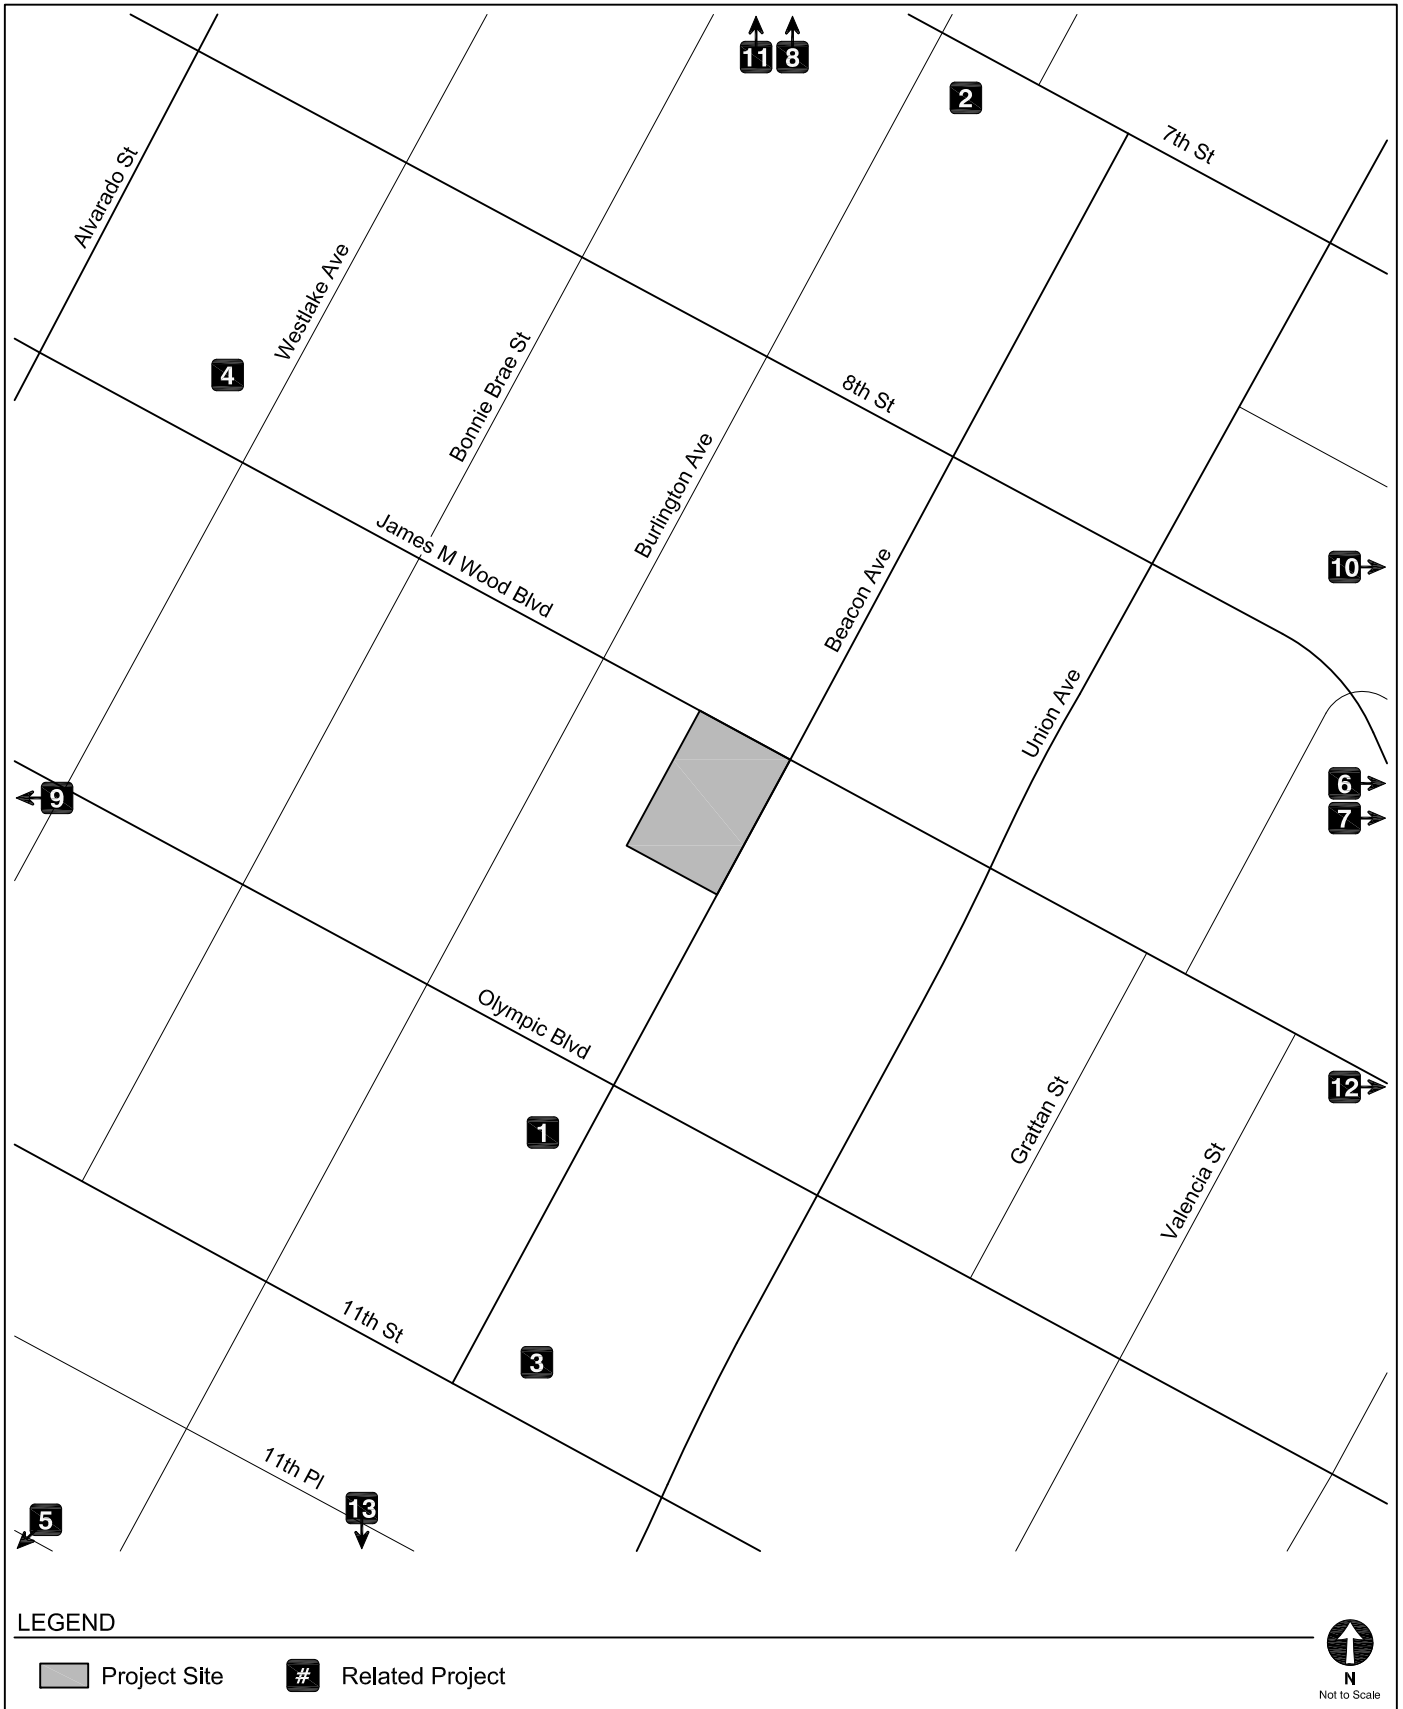 11 8
2
7th St
Alvarado St
Westlake Ave
4
Bonnie Brae St
8th St
Burlington Ave
James M Wood Blvd
10
Beacon Ave
Union Ave
9
6
7
Olympic Blvd
12
1
Grattan St
Valencia St
11th St
3
11th Pl
13
5
LEGEND
Project Site # Related Project
N
Not to Scale